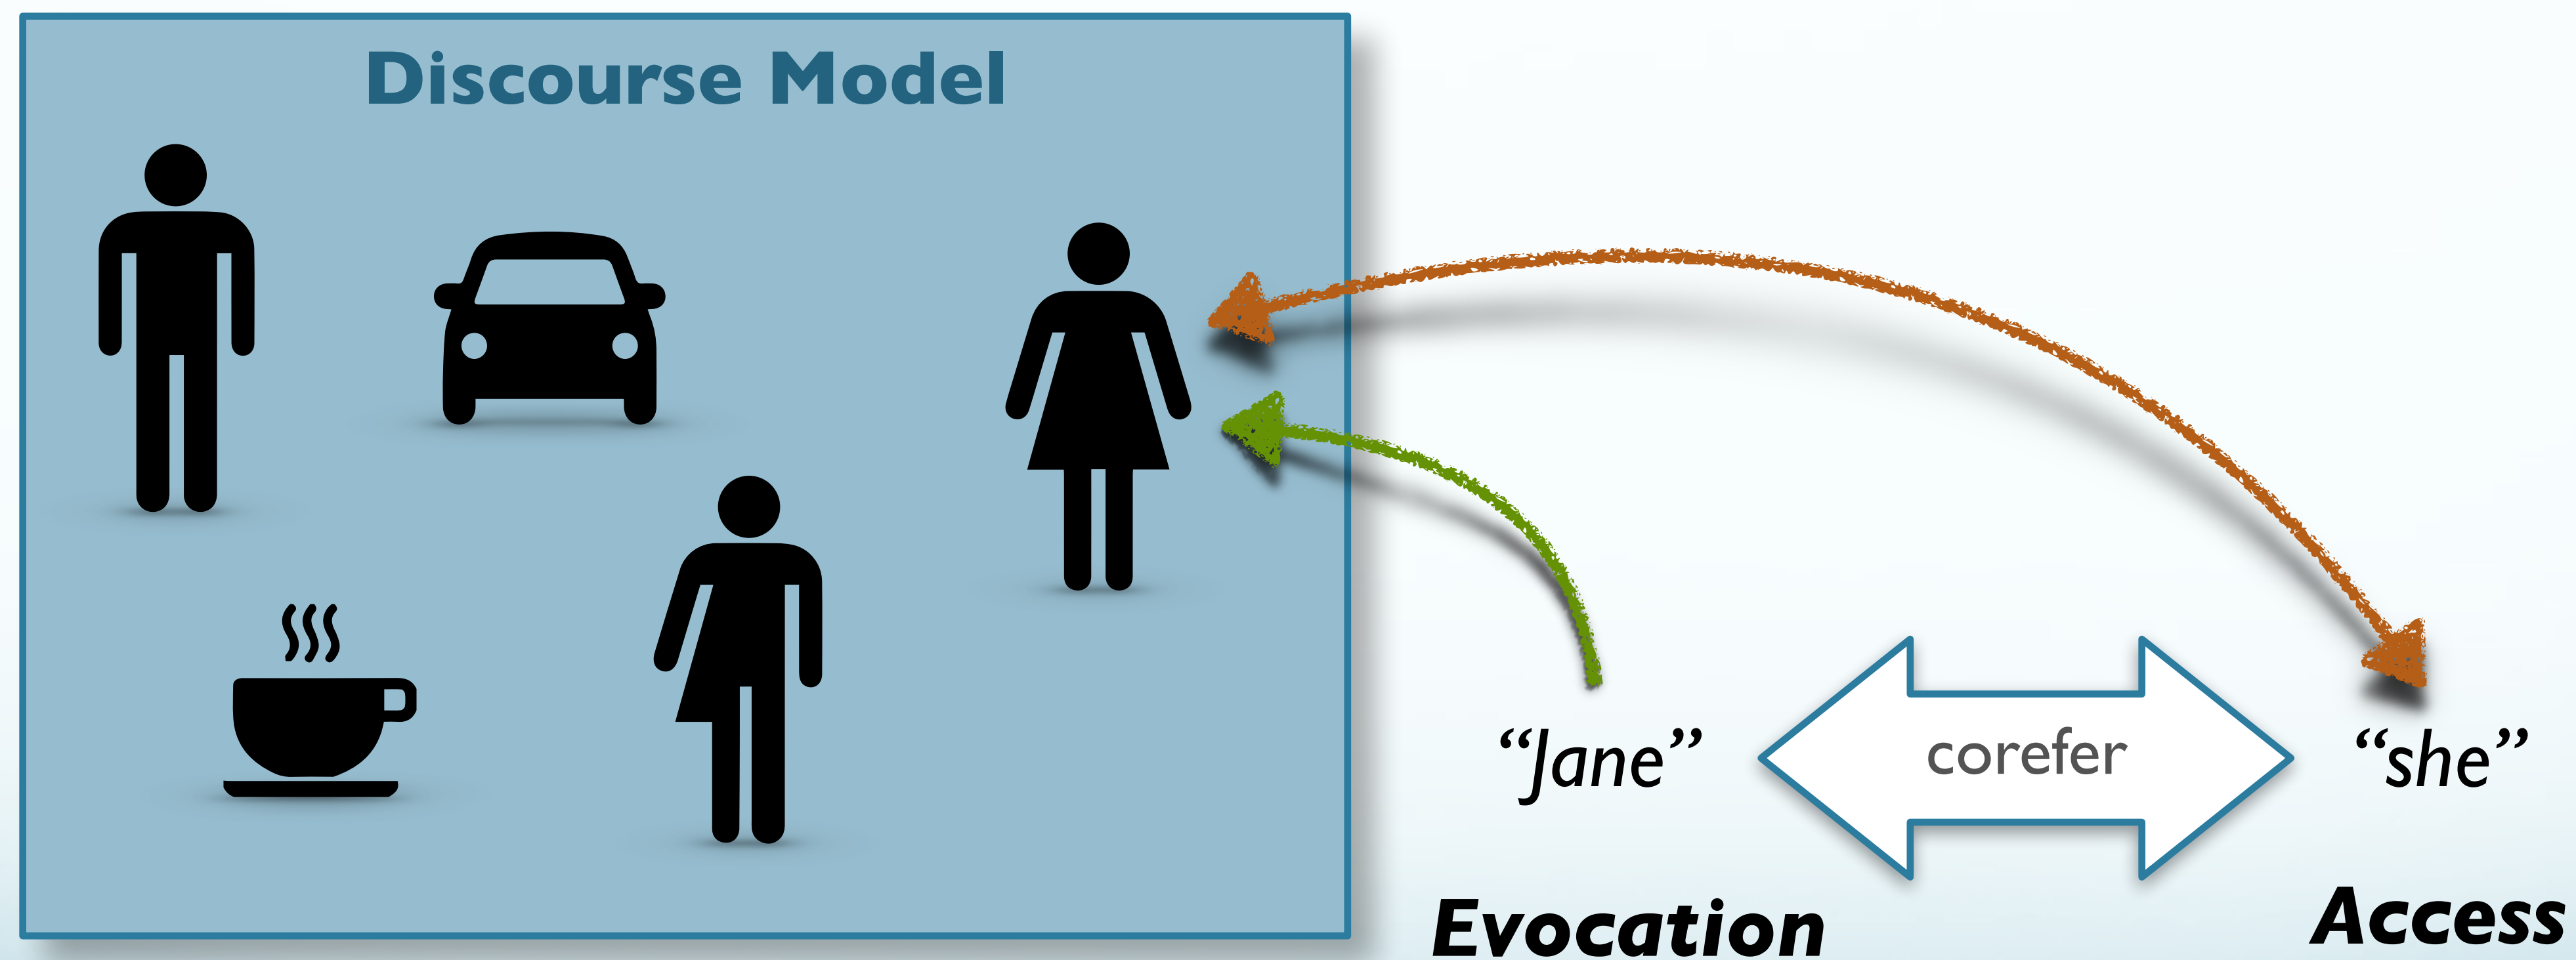 Discourse Model
“Jane”
corefer
“she”
Evocation
Access